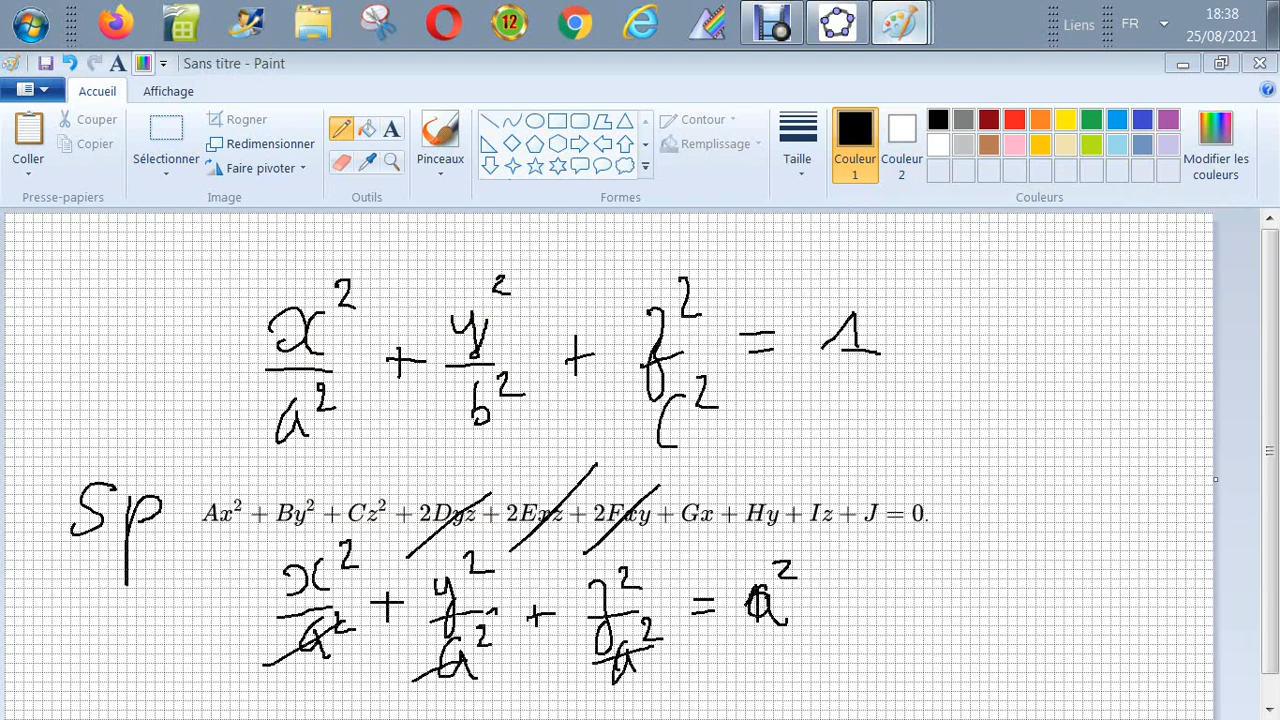 12
Liens FR 18:38
25/08/2021
Sans titre - Paint
Accueil Affichage
Coller
Couper
Copier
Presse-papiers
Sélectionner
Rogner
Redimensionner
Faire pivoter
Image
A
Outils
Pinceaux
Contour
Remplissage
Formes
Taille
Couleur
1
Couleur
2
Modifier les
couleurs
Couleurs
x²/a² + y²/b² + z²/c² = 1
Sp Ax² + By² + Cz² + 2Dyz + 2Exz + 2Fxy + Gx + Hy + Iz + J = 0.
x²/a² + y²/a² + z²/a² = a²